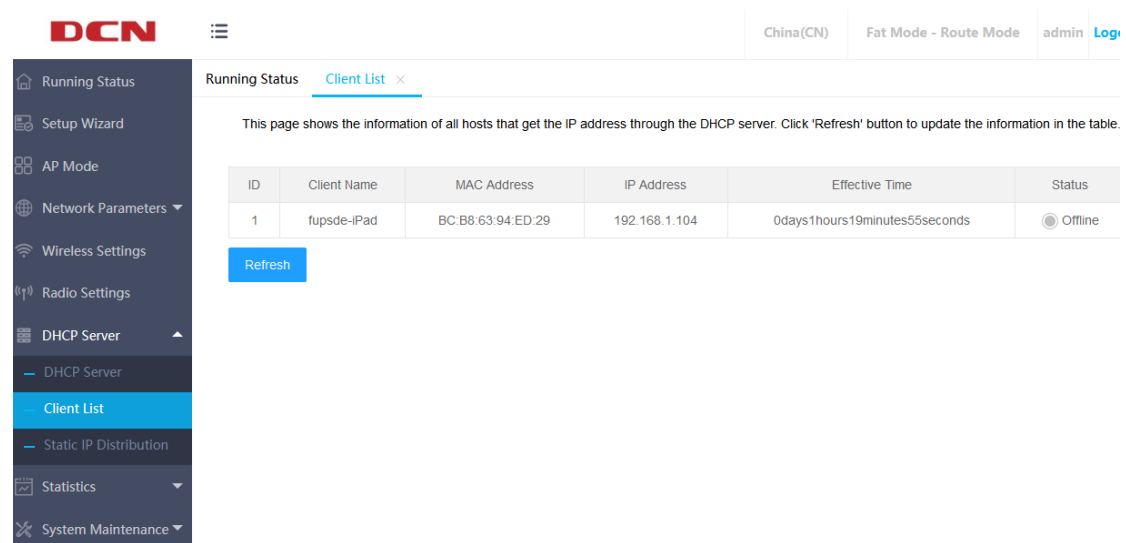 DCN
China(CN) Fat Mode - Route Mode admin
Running Status
Setup Wizard
AP Mode
Network Parameters
Wireless Settings
Radio Settings
DHCP Server
DHCP Server
Client List
Static IP Distribution
Statistics
System Maintenance
Running Status Client List ×
This page shows the information of all hosts that get the IP address through the DHCP server. Click 'Refresh' button to update the information in the table.
ID Client Name MAC Address IP Address Effective Time Status
1 fupsde-iPad BC:B8:63:94:ED:29 192.168.1.104 0days1hours19minutes55seconds Offline
Refresh